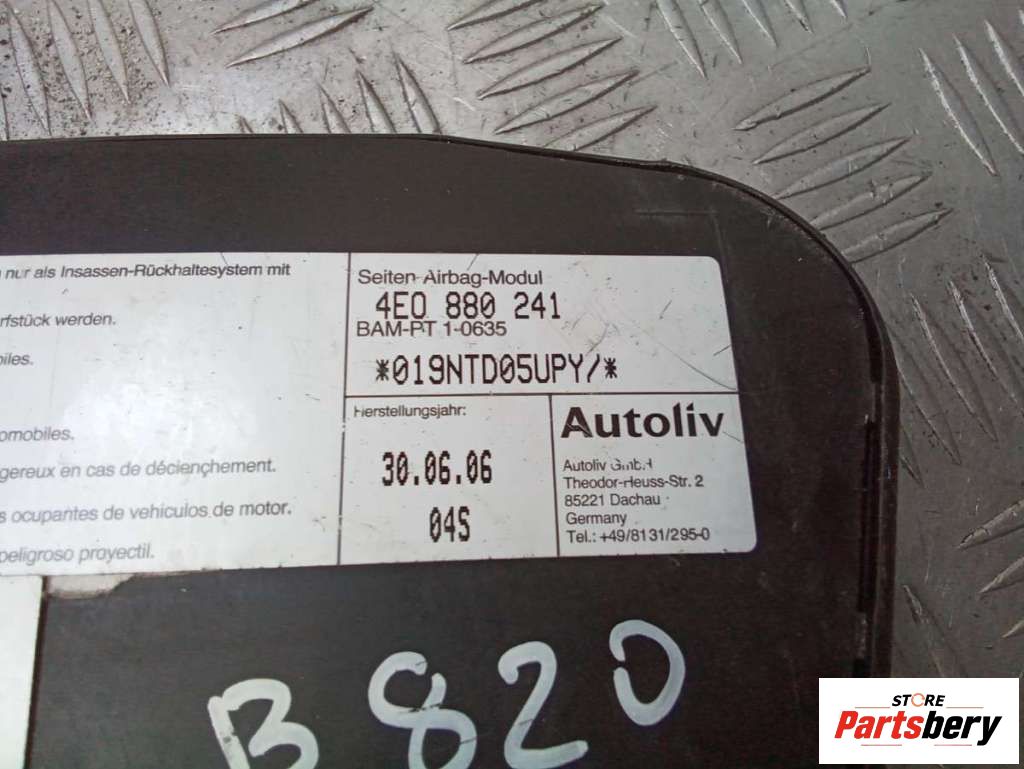 nur als Insassen-Rückhaltesystem mit
rfstück werden.
biles.
omobiles.
gereux en cas de décienchement.
s ocupantes de vehiculos de motor.
peligroso proyectil.
Seiten Airbag-Modul
4E0 880 241
BAM-PT 1-0635
*019NTD05UPY/*
Herstellungsjahr:
30.06.06
04S
Autoliv
Autoliv GmbH
Theodor-Heuss-Str. 2
85221 Dachau
Germany
Tel.: +49/8131/295-0
B 820
STORE
Partsbery